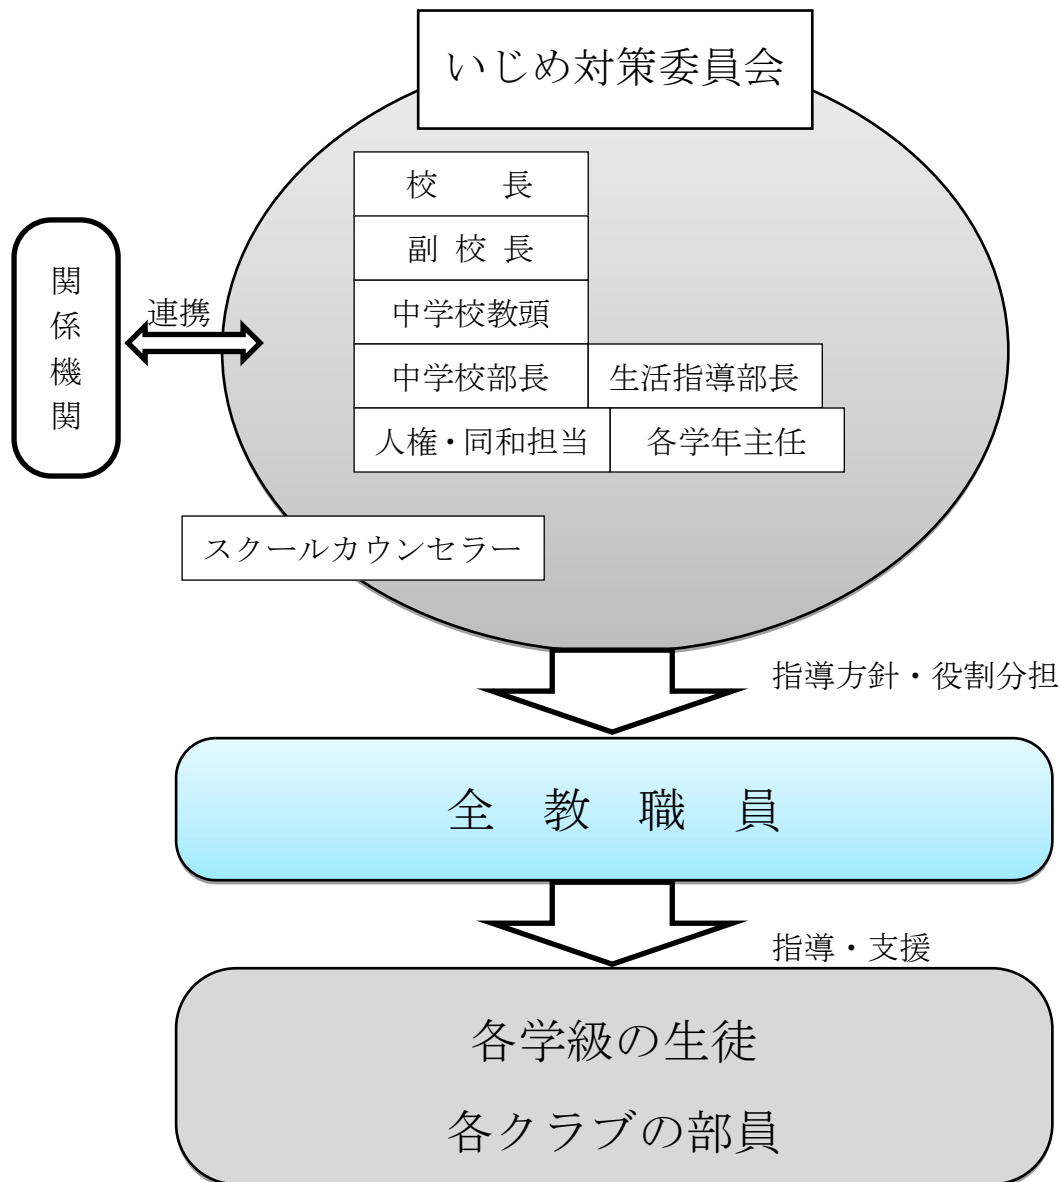 いじめ対策委員会
校　　長
副 校 長
中学校教頭
中学校部長
生活指導部長
人権・同和担当
各学年主任
関係機関
連携
スクールカウンセラー
指導方針・役割分担
全　教　職　員
指導・支援
各学級の生徒
各クラブの部員